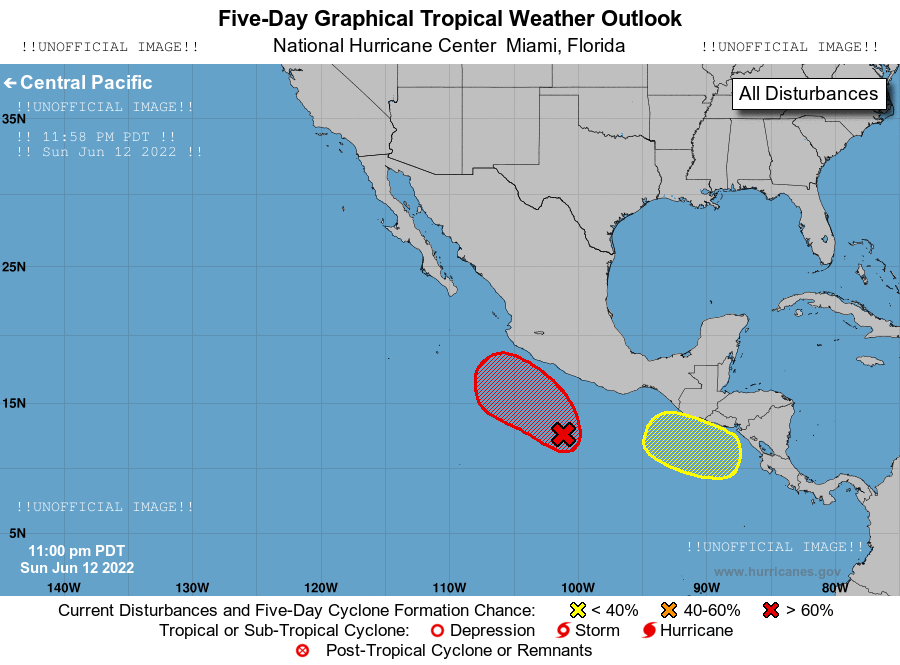 Five-Day Graphical Tropical Weather Outlook
!!UNOFFICIAL IMAGE!! National Hurricane Center  Miami, Florida !!UNOFFICIAL IMAGE!!
← Central Pacific
All Disturbances
!!UNOFFICIAL IMAGE!!
35N
!! 11:58 PM PDT !!
!! Sun Jun 12 2022 !!
25N
15N
!!UNOFFICIAL IMAGE!!
5N
!!UNOFFICIAL IMAGE!!
11:00 pm PDT
Sun Jun 12 2022
www.hurricanes.gov
140W 130W 120W 110W 100W 90W 80W
Current Disturbances and Five-Day Cyclone Formation Chance: < 40% 40-60% > 60%
Tropical or Sub-Tropical Cyclone: Depression Storm Hurricane
Post-Tropical Cyclone or Remnants